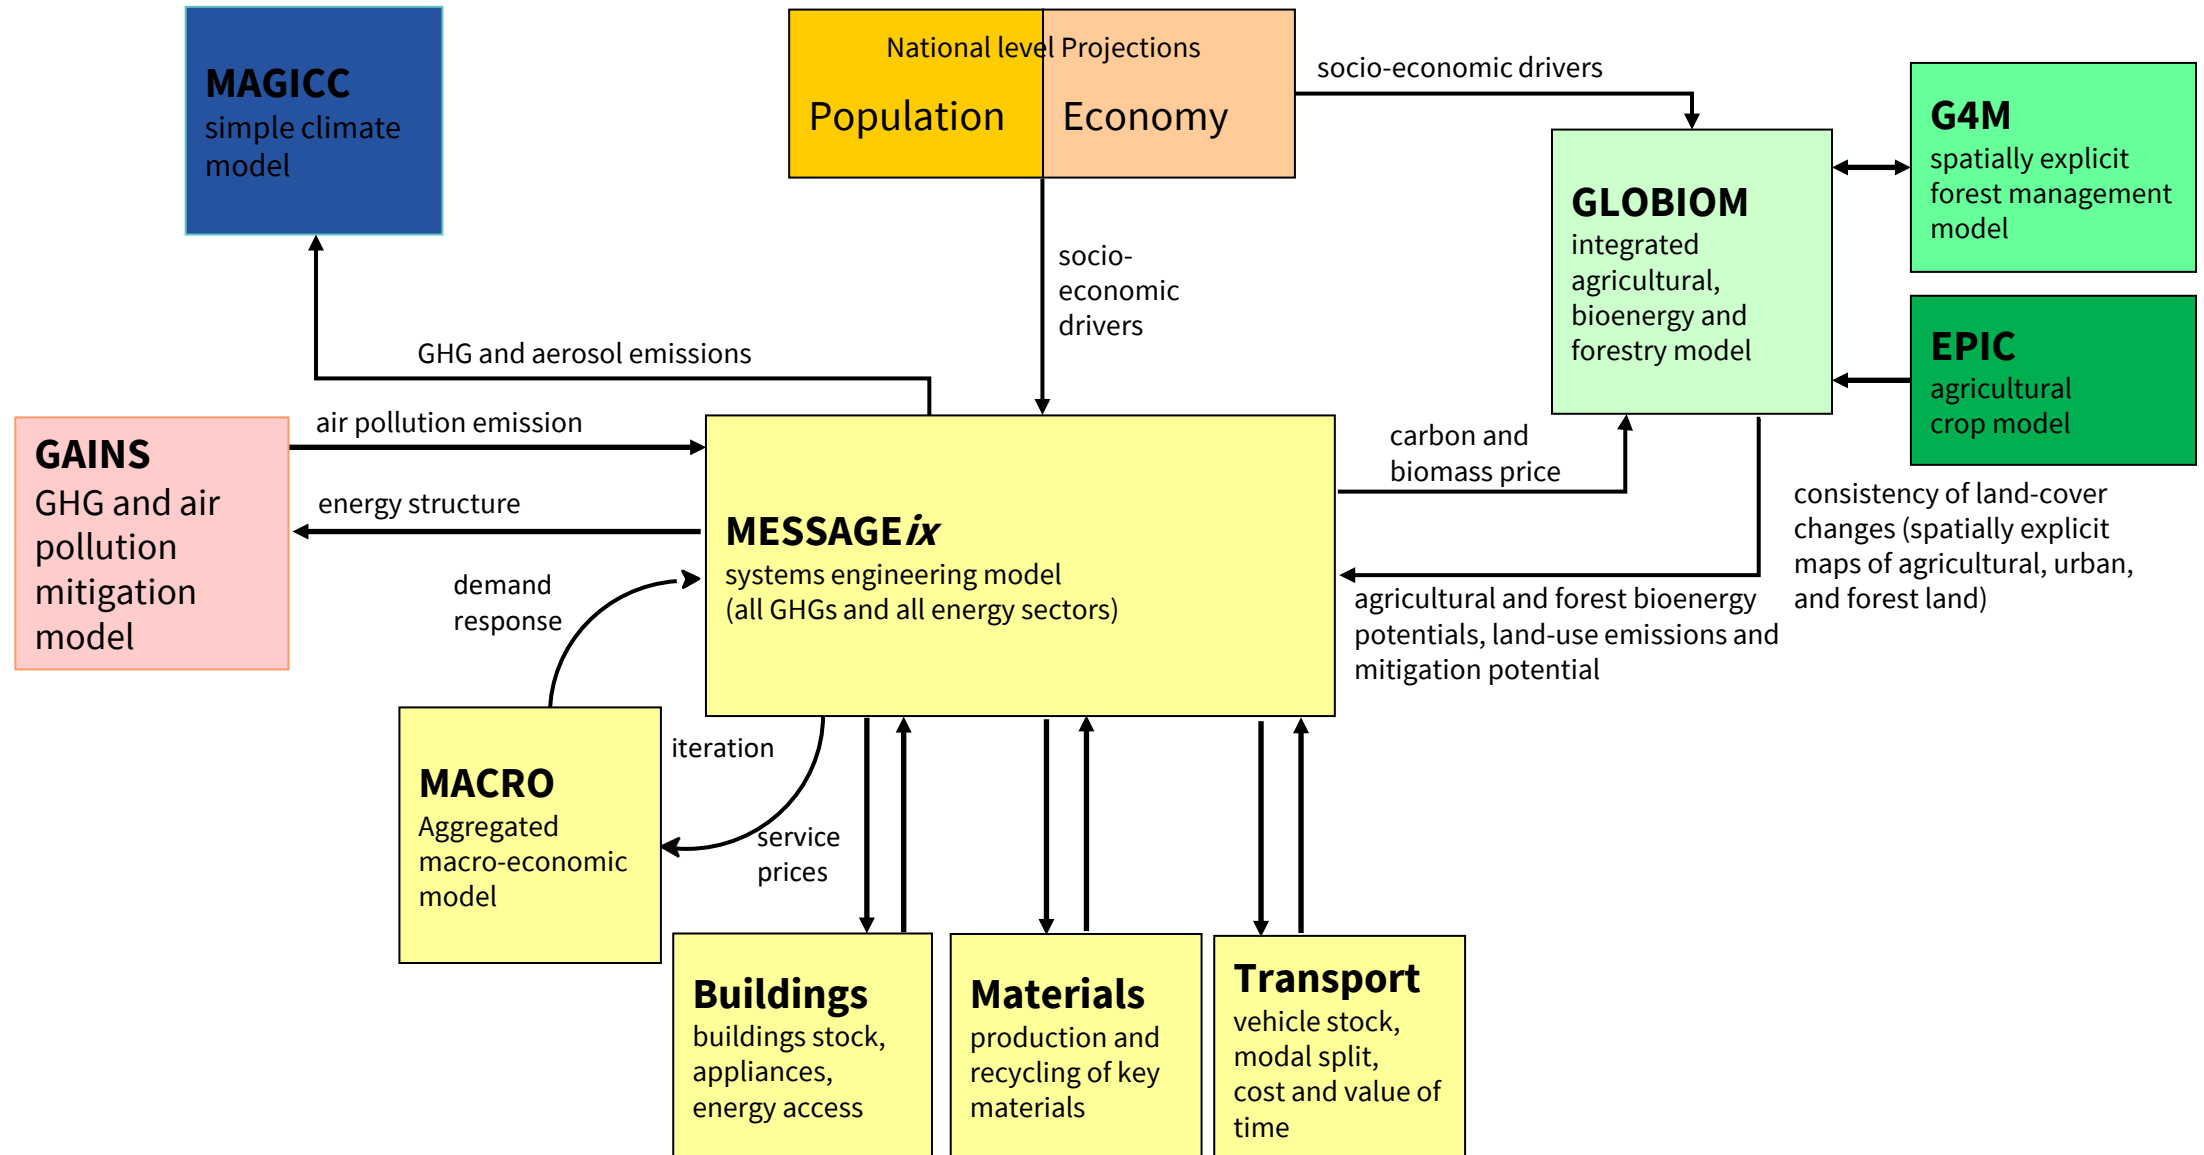 MAGICC
simple climate
model
National level Projections
Population
Economy
socio-economic drivers
G4M
spatially explicit
forest management
model
GLOBIOM
integrated
agricultural,
bioenergy and
forestry model
EPIC
agricultural
crop model
socio-
economic
drivers
GHG and aerosol emissions
air pollution emission
energy structure
GAINS
GHG and air
pollution
mitigation
model
carbon and
biomass price
consistency of land-cover
changes (spatially explicit
maps of agricultural, urban,
and forest land)
MESSAGEix
systems engineering model
(all GHGs and all energy sectors)
agricultural and forest bioenergy
potentials, land-use emissions and
mitigation potential
demand
response
iteration
service
prices
MACRO
Aggregated
macro-economic
model
Buildings
buildings stock,
appliances,
energy access
Materials
production and
recycling of key
materials
Transport
vehicle stock,
modal split,
cost and value of
time